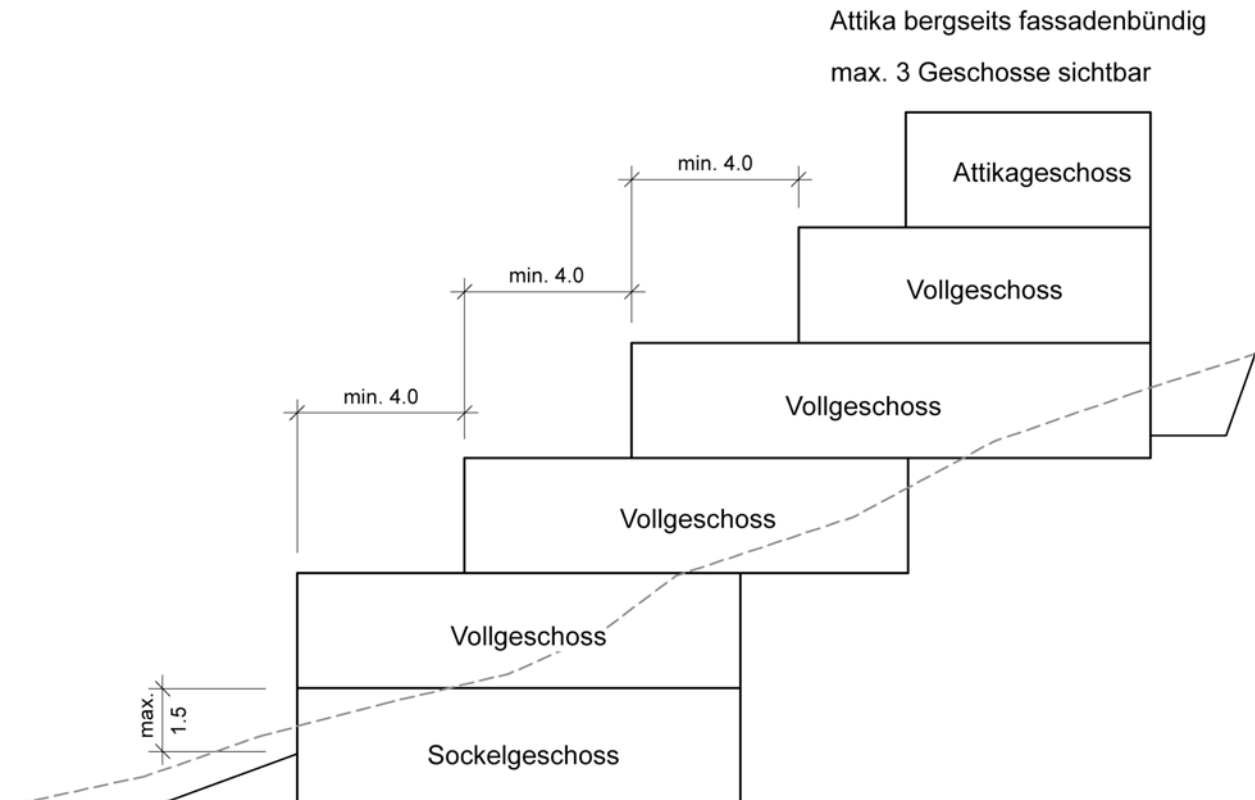 Attika bergseits fassadenbündig
max. 3 Geschosse sichtbar
Attikageschoss
min. 4.0
Vollgeschoss
min. 4.0
Vollgeschoss
min. 4.0
Vollgeschoss
Vollgeschoss
max.
1.5
Sockelgeschoss